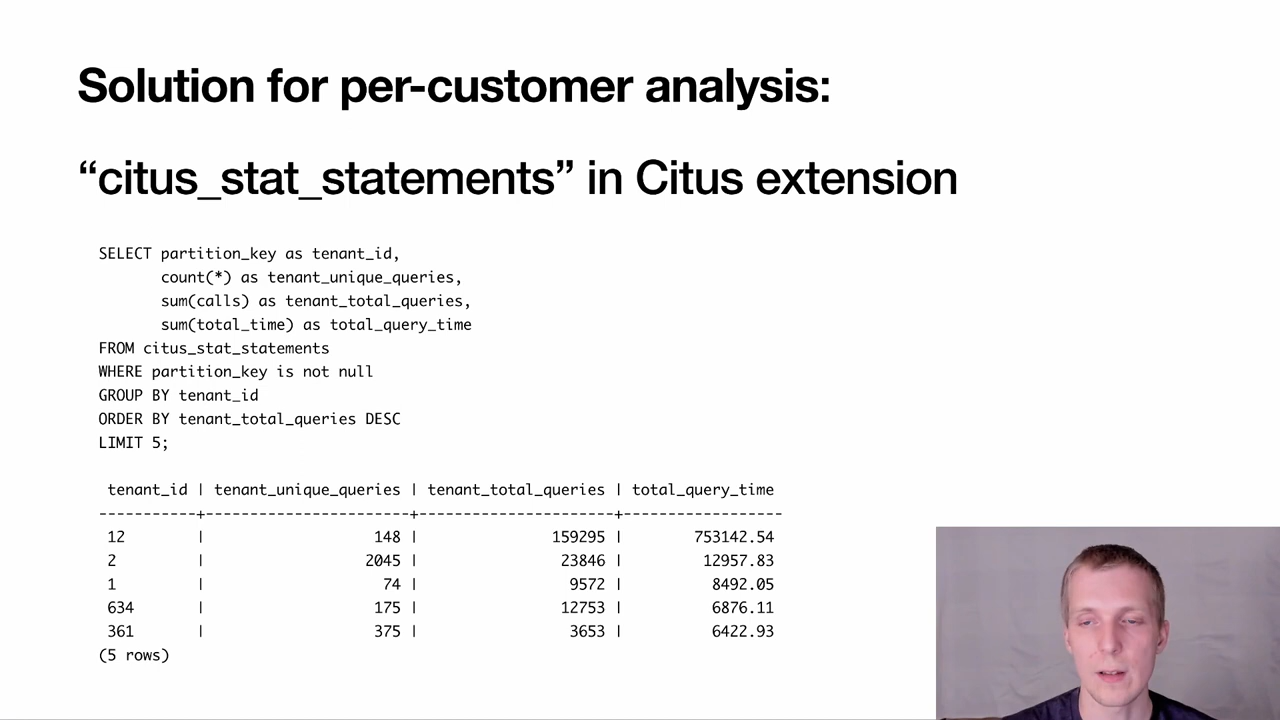 Solution for per-customer analysis:
“citus_stat_statements” in Citus extension
SELECT partition_key as tenant_id,
       count(*) as tenant_unique_queries,
       sum(calls) as tenant_total_queries,
       sum(total_time) as total_query_time
FROM citus_stat_statements
WHERE partition_key is not null
GROUP BY tenant_id
ORDER BY tenant_total_queries DESC
LIMIT 5;
 tenant_id | tenant_unique_queries | tenant_total_queries | total_query_time
-----------+-----------------------+----------------------+------------------
 12        |                   148 |               159295 |        753142.54
 2         |                  2045 |                23846 |         12957.83
 1         |                    74 |                 9572 |          8492.05
 634       |                   175 |                12753 |          6876.11
 361       |                   375 |                 3653 |          6422.93
(5 rows)